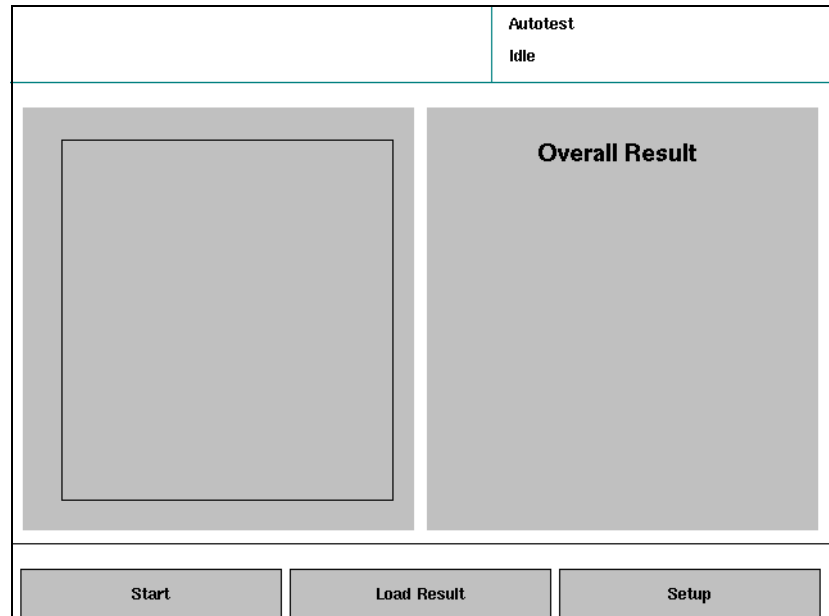 Autotest
Idle
Overall Result
Start
Load Result
Setup